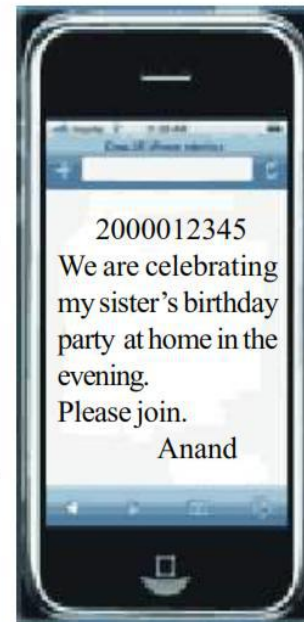 2000012345
We are celebrating
my sister's birthday
party at home in the
evening.
Please join.
Anand